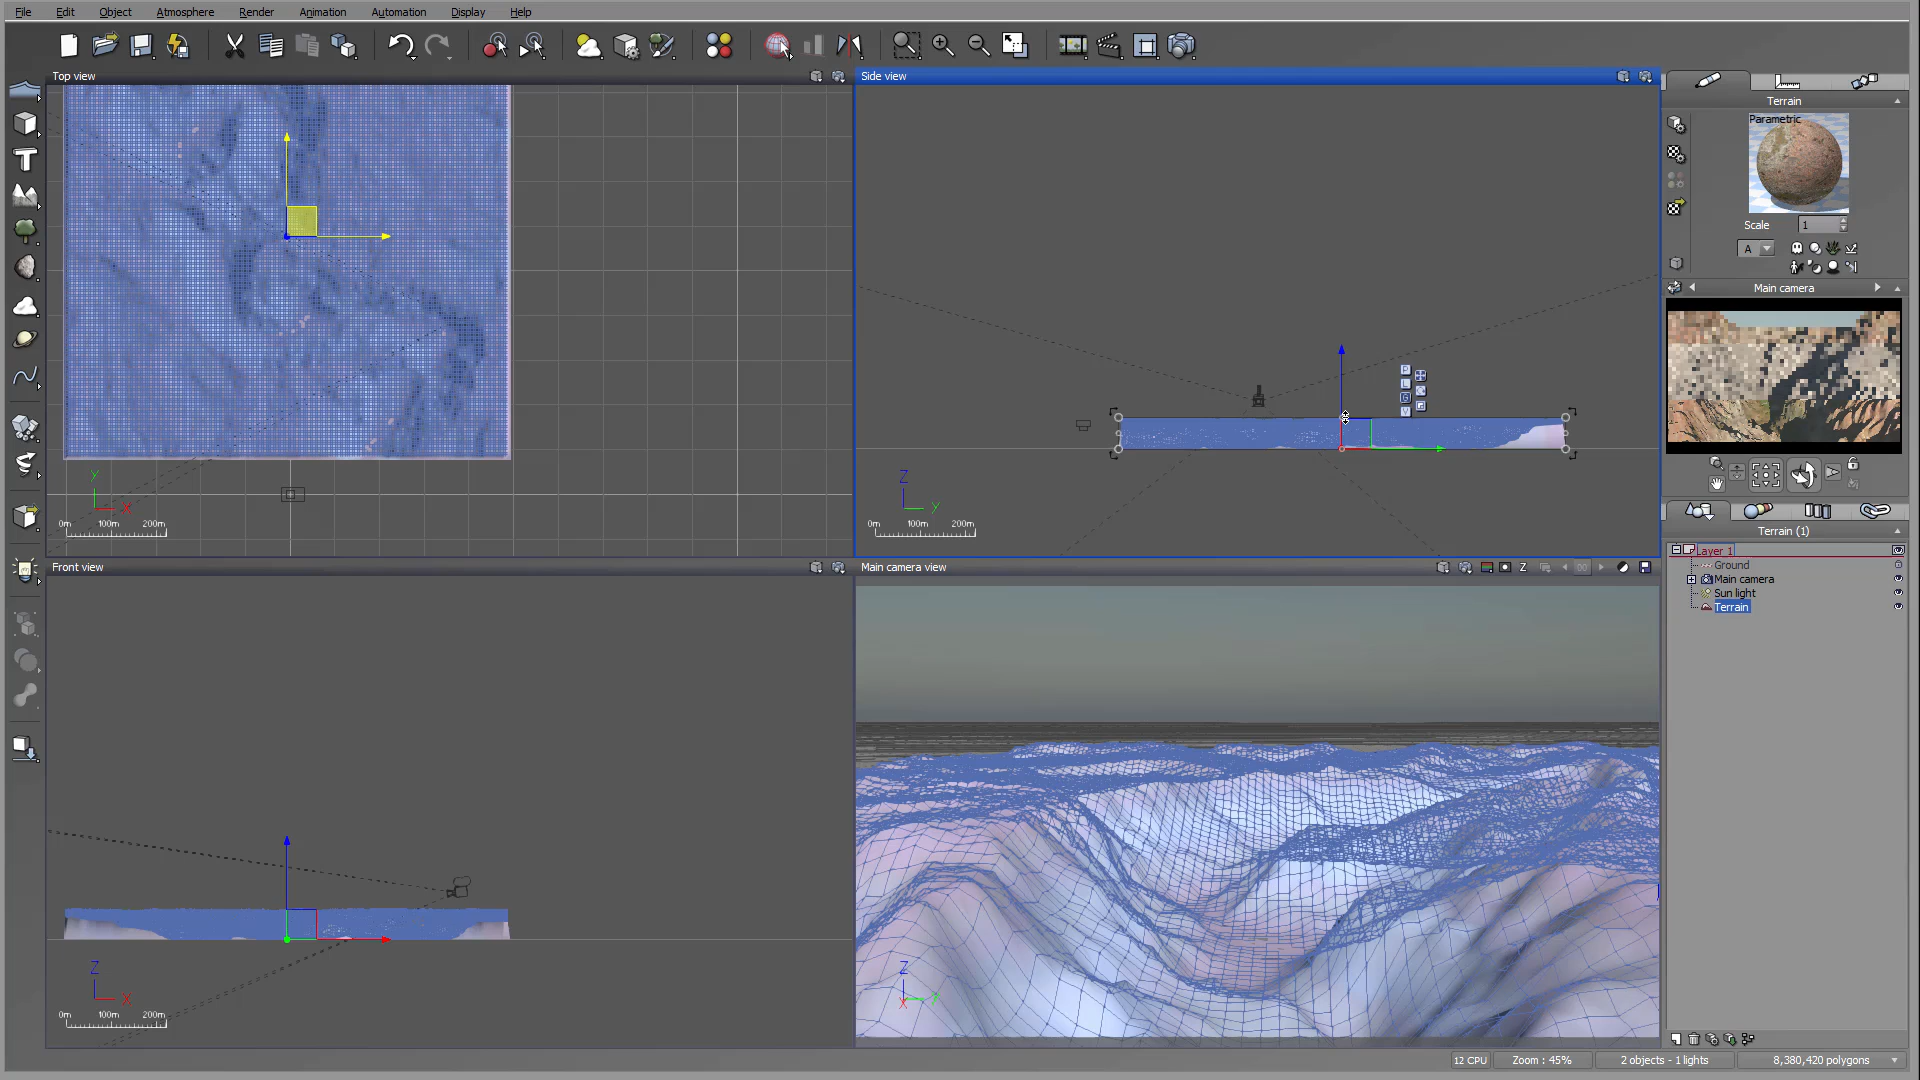 File Edit Object Atmosphere Render Animation Automation Display Help
Top view
Side view
Terrain
Parametric
Scale 1
A
Main camera
P
L
G
V
y
X
0m 100m 200m
Z
y
0m 100m 200m
Terrain (1)
Layer 1
Ground
Main camera
Sun light
Terrain
Front view
Main camera view
Z
Z
X
0m 100m 200m
Z
X
12 CPU
Zoom : 45%
2 objects - 1 lights
8,380,420 polygons